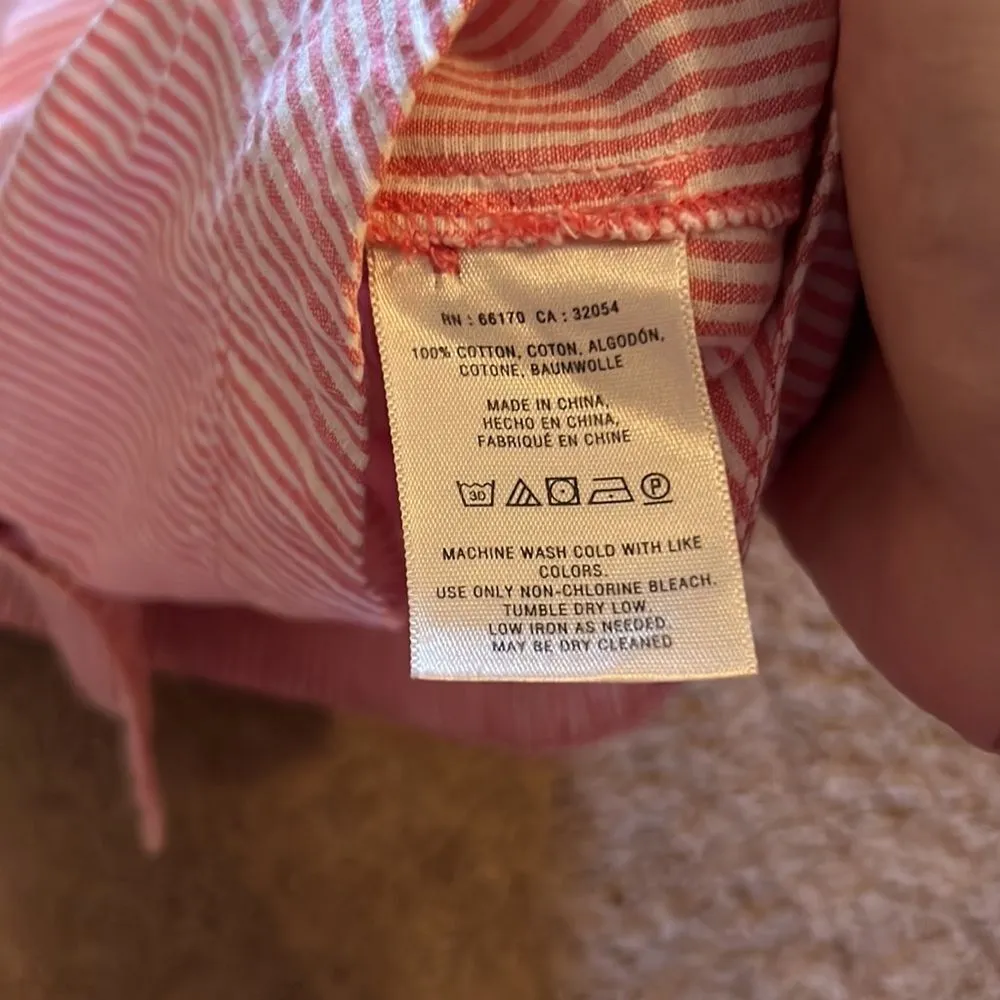 RN : 66170 CA : 32054
100% COTTON, COTON, ALGODÓN,
COTONE, BAUMWOLLE
MADE IN CHINA,
HECHO EN CHINA,
FABRIQUÉ EN CHINE
30 P
MACHINE WASH COLD WITH LIKE
COLORS.
USE ONLY NON-CHLORINE BLEACH.
TUMBLE DRY LOW.
LOW IRON AS NEEDED
MAY BE DRY CLEANED